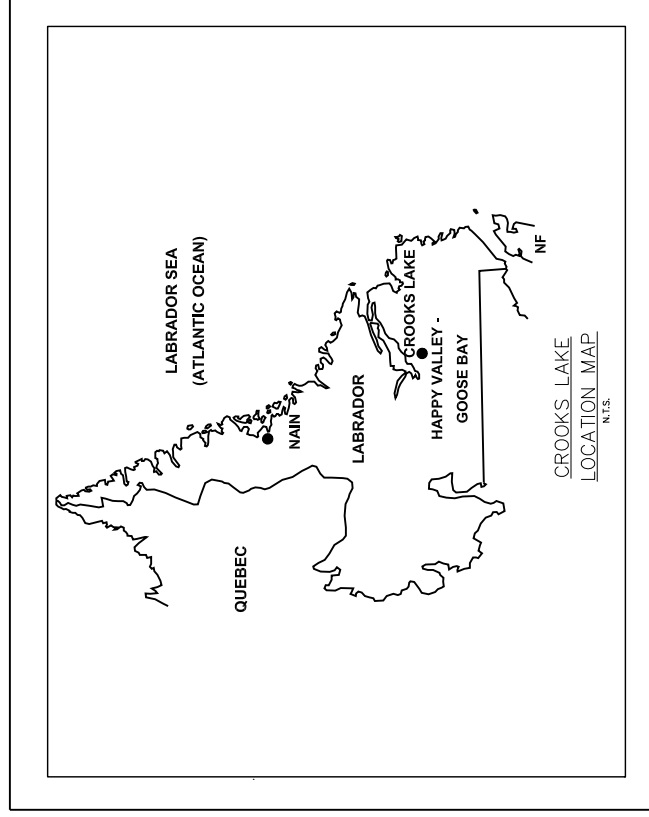 LABRADOR SEA
(ATLANTIC OCEAN)
QUEBEC
NAIN
LABRADOR
CROOKS LAKE
HAPPY VALLEY -
GOOSE BAY
NF
CROOKS LAKE
LOCATION MAP
N.T.S.